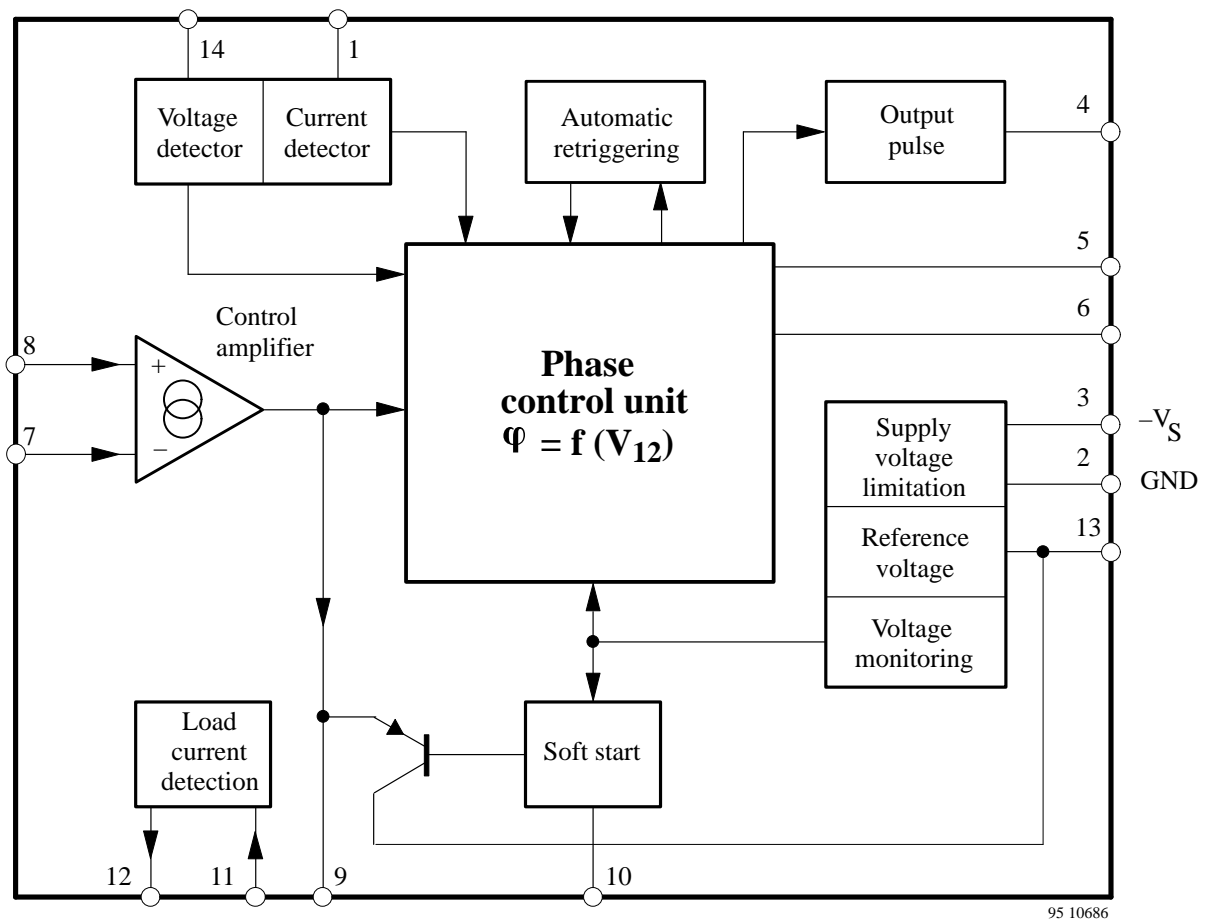 14
1
Voltage
detector
Current
detector
Automatic
retriggering
Output
pulse
4
5
6
Control
amplifier
8
+
7
−
Phase
control unit
φ = f (V12)
3
–VS
Supply
voltage
limitation
2
GND
13
Reference
voltage
Voltage
monitoring
Load
current
detection
Soft start
12
11
9
10
95 10686